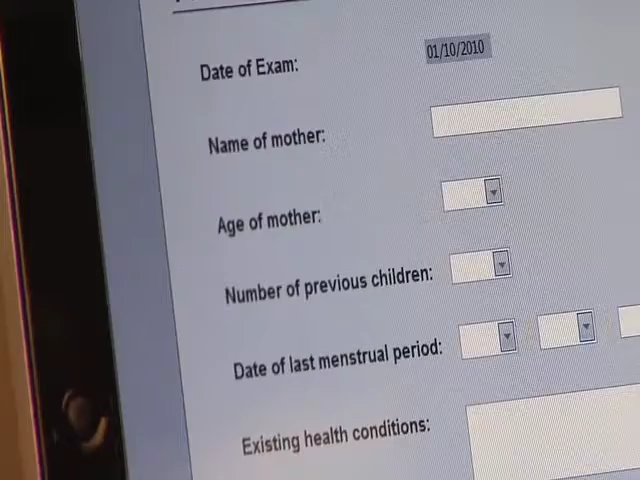 Date of Exam: 01/10/2010
Name of mother:
Age of mother:
Number of previous children:
Date of last menstrual period:
Existing health conditions: